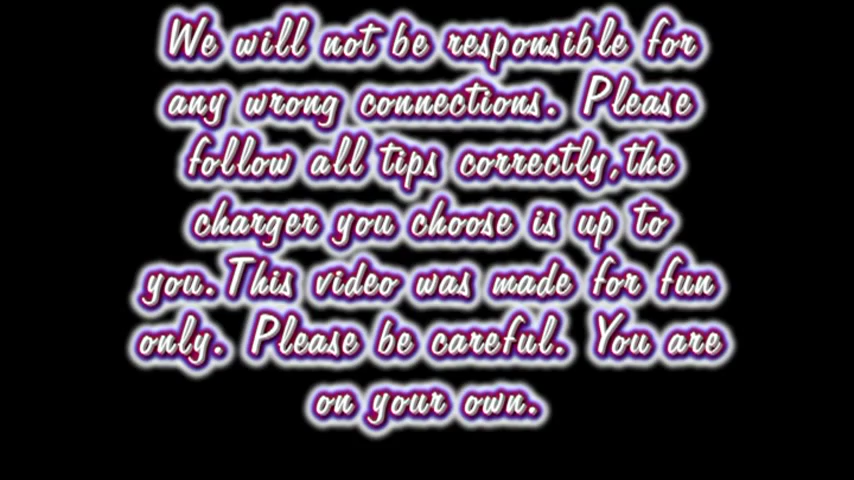 We will not be responsible for
any wrong connections. Please
follow all tips correctly,the
charger you choose is up to
you.This video was made for fun
only. Please be careful. You are
on your own.